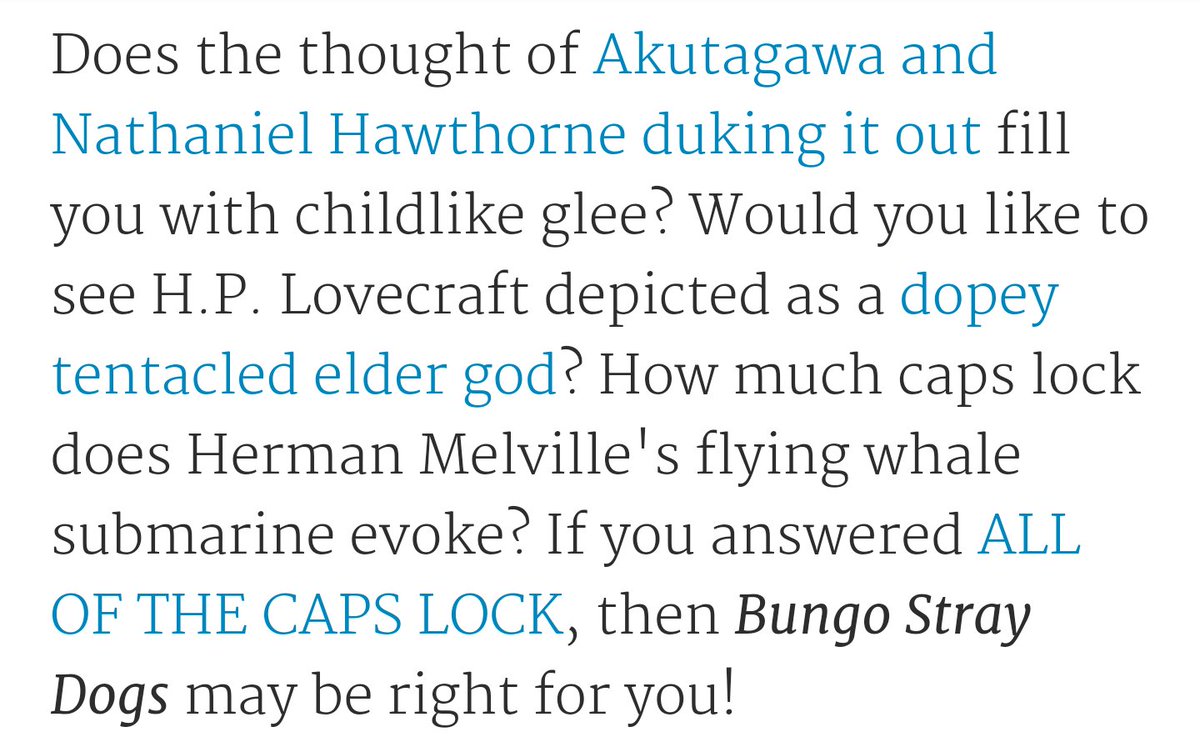 Does the thought of Akutagawa and
Nathaniel Hawthorne duking it out fill
you with childlike glee? Would you like to
see H.P. Lovecraft depicted as a dopey
tentacled elder god? How much caps lock
does Herman Melville's flying whale
submarine evoke? If you answered ALL
OF THE CAPS LOCK, then Bungo Stray
Dogs may be right for you!